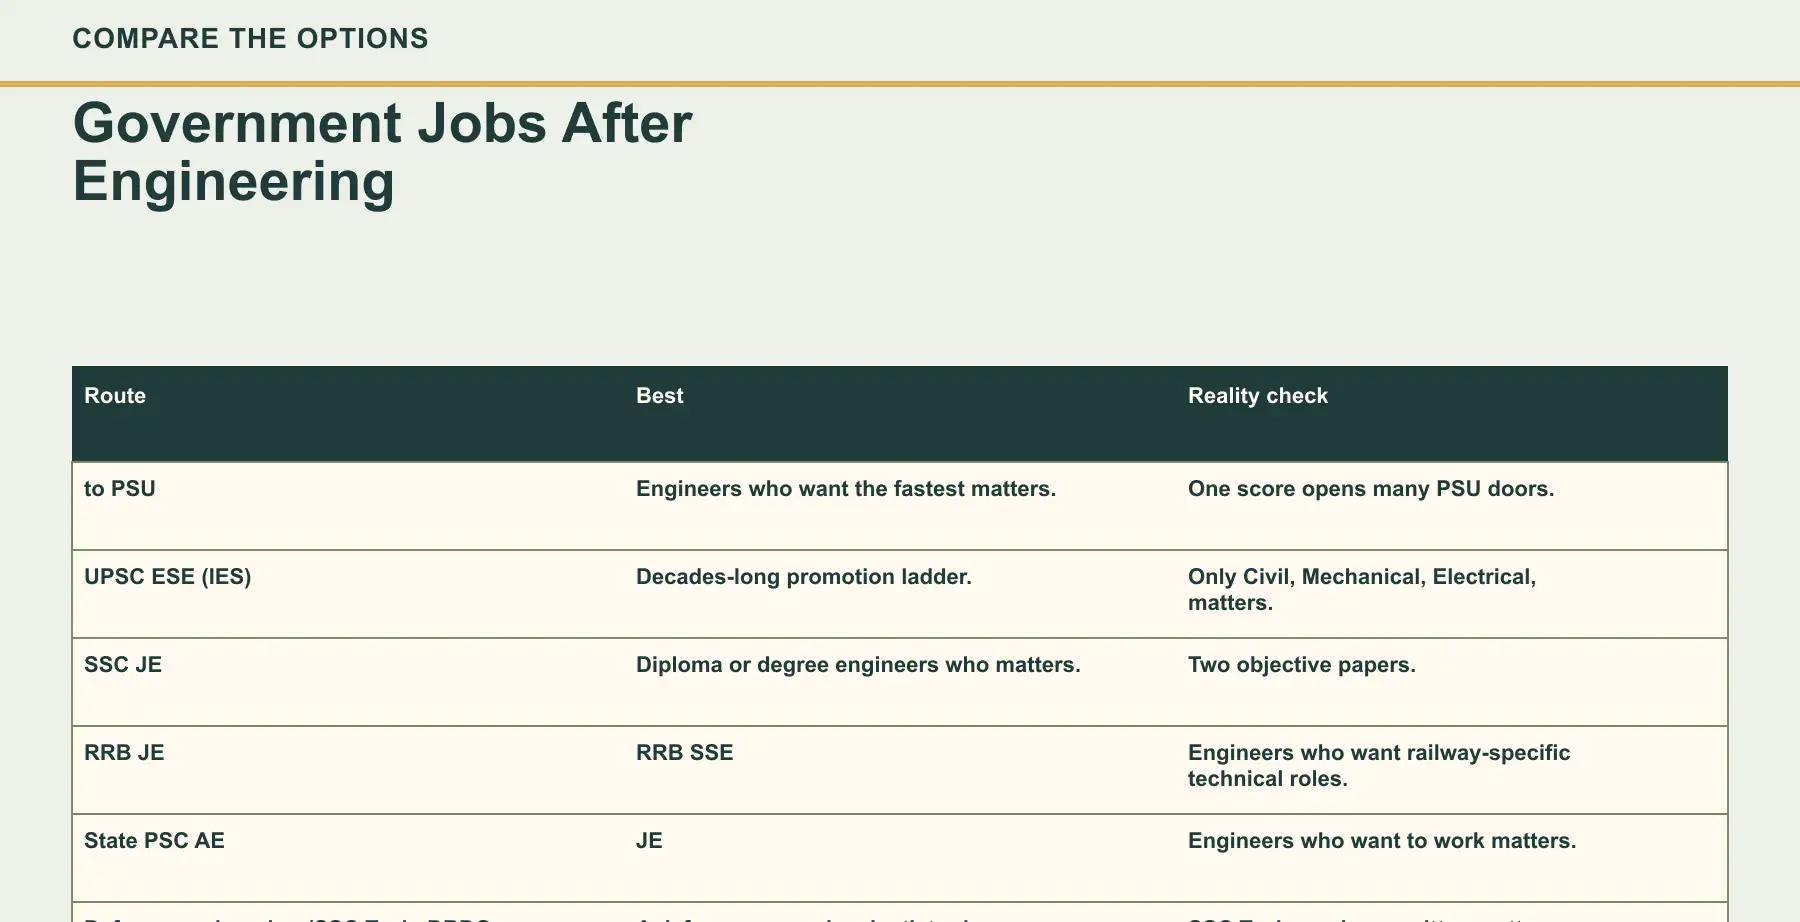 COMPARE THE OPTIONS
Government Jobs After
Engineering
Route
Best
Reality check
to PSU
Engineers who want the fastest matters.
One score opens many PSU doors.
UPSC ESE (IES)
Decades-long promotion ladder.
Only Civil, Mechanical, Electrical,
matters.
SSC JE
Diploma or degree engineers who matters.
Two objective papers.
RRB JE
RRB SSE
Engineers who want railway-specific
technical roles.
State PSC AE
JE
Engineers who want to work matters.